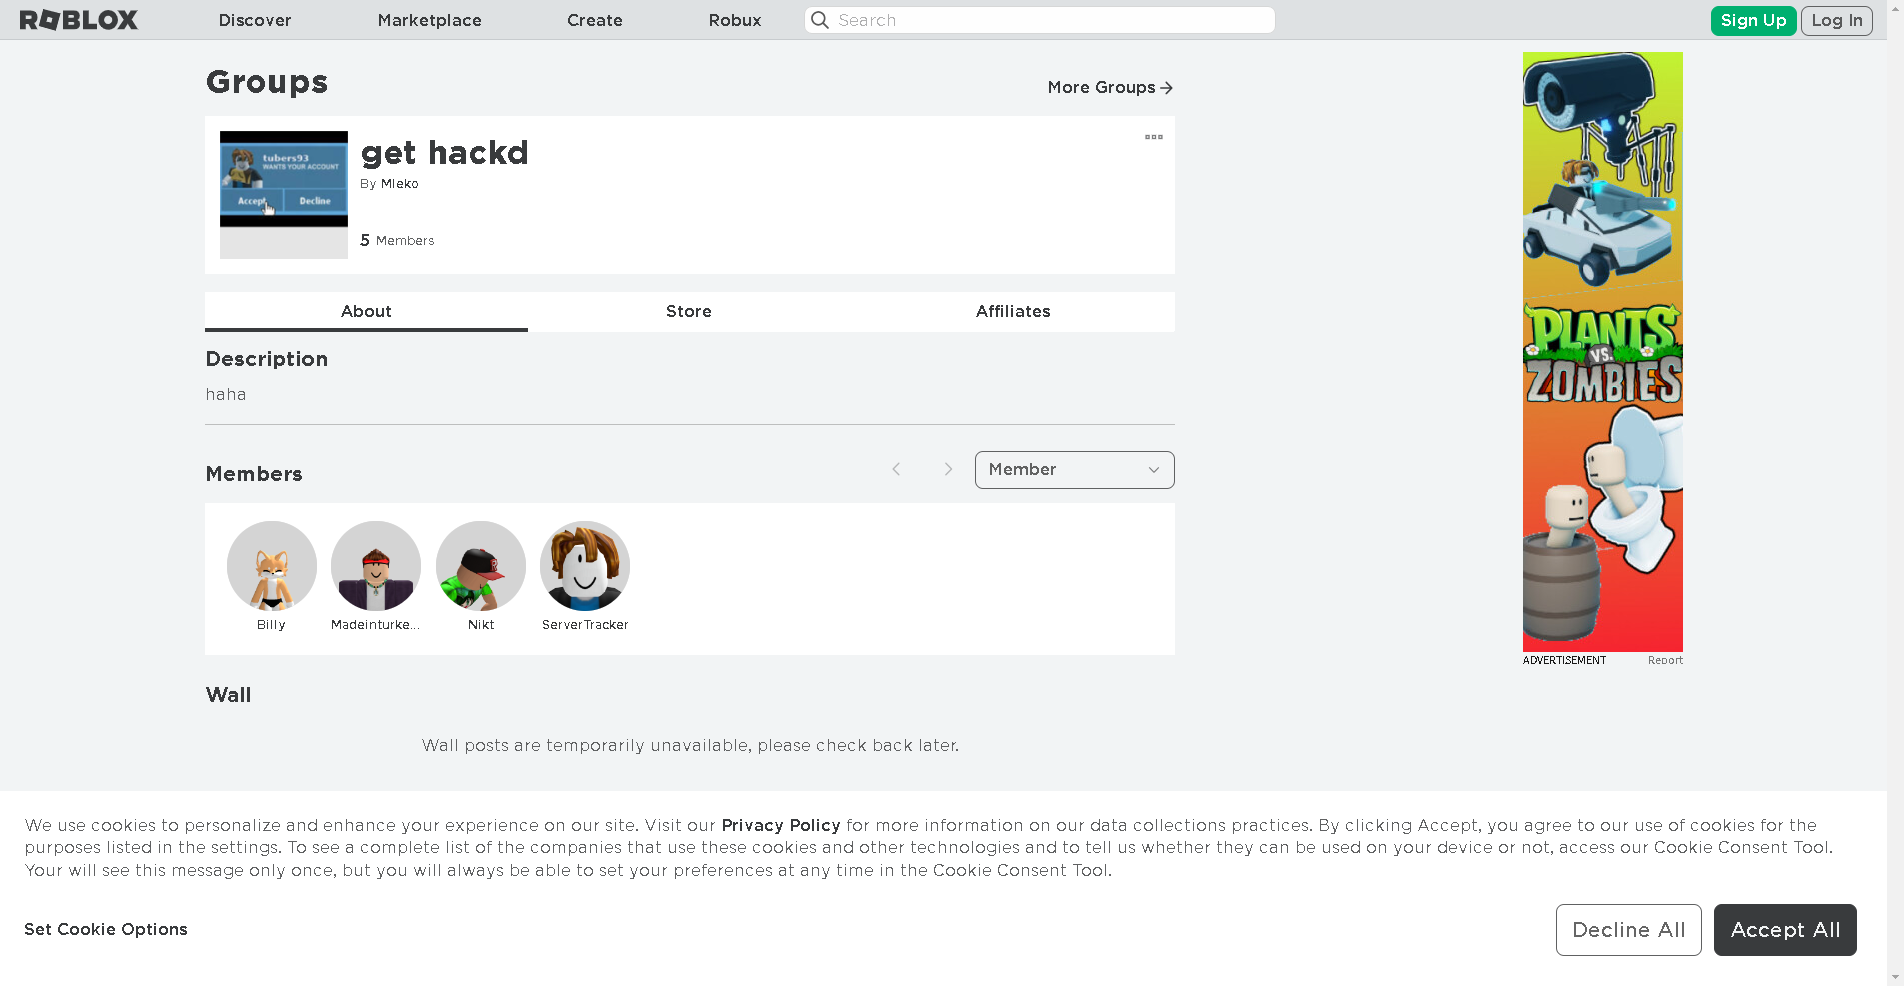 ROBLOX
Discover
Marketplace
Create
Robux
Search
Sign Up
Log In
Groups
More Groups
tubers93
WANTS YOUR ACCOUNT
Accept
Decline
get hackd
By Mleko
5 Members
About
Store
Affiliates
Description
haha
Members
Member
Billy
Madeinturke...
Nikt
ServerTracker
Wall
Wall posts are temporarily unavailable, please check back later.
PLANTS
VS.
ZOMBIES
ADVERTISEMENT
Report
We use cookies to personalize and enhance your experience on our site. Visit our Privacy Policy for more information on our data collections practices. By clicking Accept, you agree to our use of cookies for the
purposes listed in the settings. To see a complete list of the companies that use these cookies and other technologies and to tell us whether they can be used on your device or not, access our Cookie Consent Tool.
Your will see this message only once, but you will always be able to set your preferences at any time in the Cookie Consent Tool.
Set Cookie Options
Decline All
Accept All